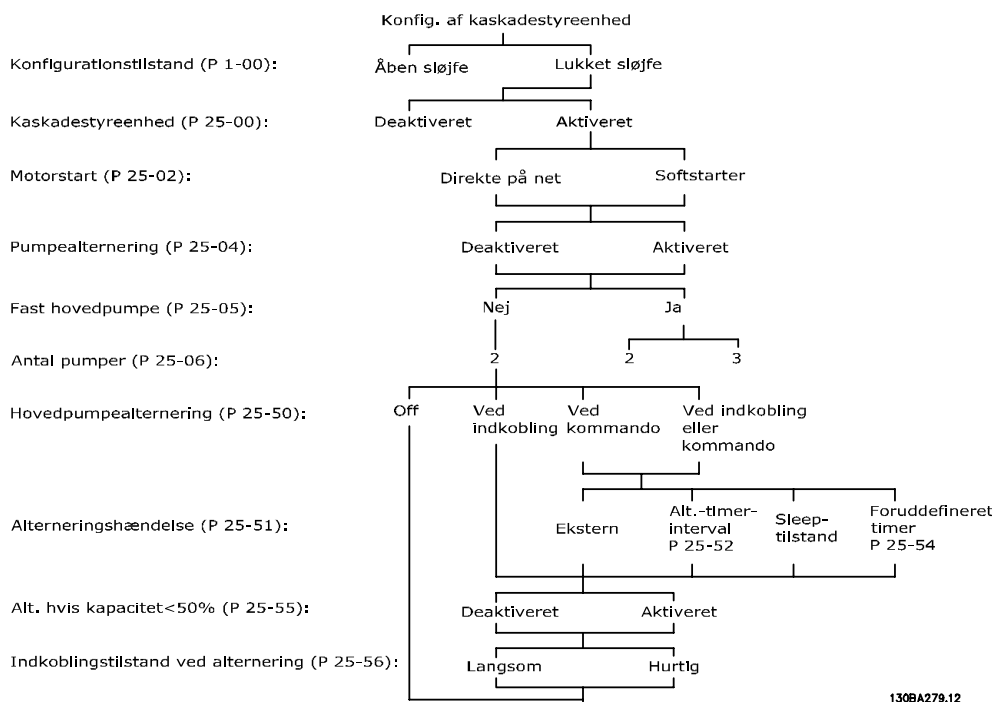 Konfig. af kaskadestyreenhed
Konfigurationstilstand (P 1-00):
Åben sløjfe
Lukket sløjfe
Kaskadestyreenhed (P 25-00):
Deaktiveret
Aktiveret
Motorstart (P 25-02):
Direkte på net
Softstarter
Pumpealternering (P 25-04):
Deaktiveret
Aktiveret
Fast hovedpumpe (P 25-05):
Nej
Ja
Antal pumper (P 25-06):
2
2
3
Hovedpumpealternering (P 25-50):
Off
Ved
indkobling
Ved
kommando
Ved indkobling
eller
kommando
Alterneringshændelse (P 25-51):
Ekstern
Alt.-timer-
interval
P 25-52
Sleep-
tilstand
Foruddefineret
timer
P 25-54
Alt. hvis kapacitet<50% (P 25-55):
Deaktiveret
Aktiveret
Indkoblingstilstand ved alternering (P 25-56):
Langsom
Hurtig
130BA279.12